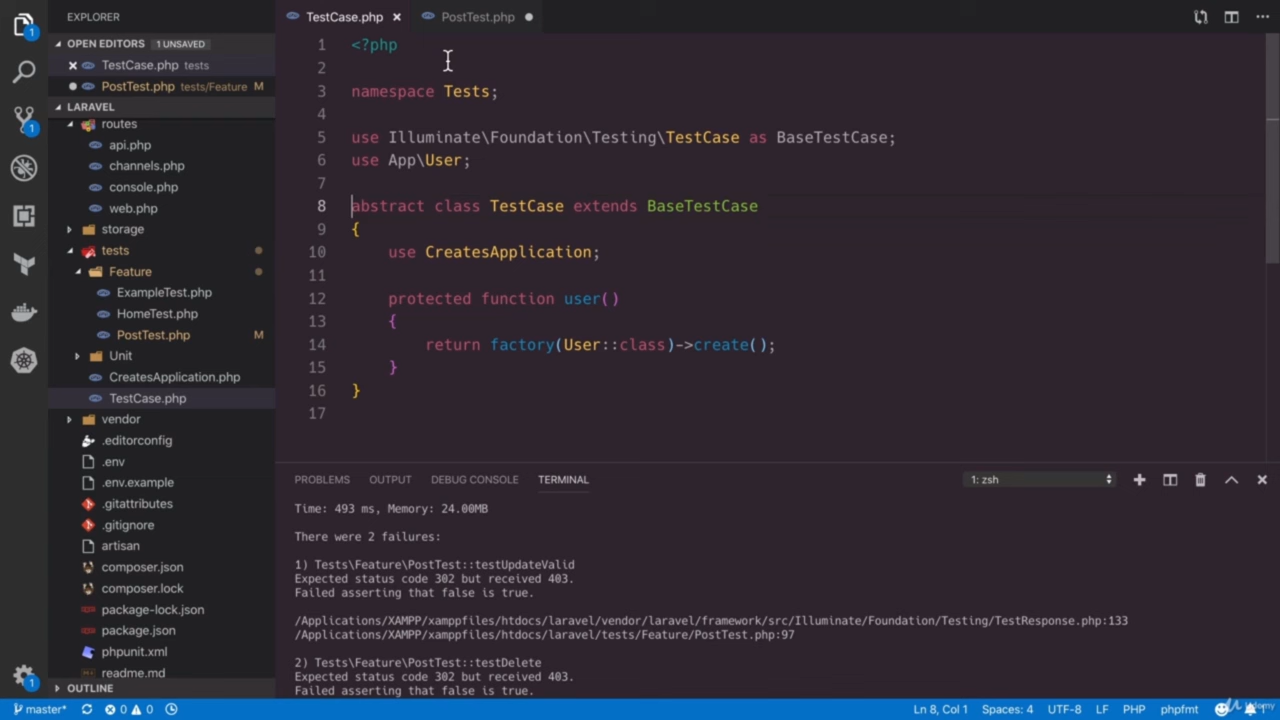 EXPLORER
OPEN EDITORS 1 UNSAVED
TestCase.php tests
PostTest.php tests/Feature M
LARAVEL
routes
api.php
channels.php
console.php
web.php
storage
tests
Feature
ExampleTest.php
HomeTest.php
PostTest.php M
Unit
CreatesApplication.php
TestCase.php
vendor
.editorconfig
.env
.env.example
.gitattributes
.gitignore
artisan
composer.json
composer.lock
package-lock.json
package.json
phpunit.xml
readme.md
OUTLINE
TestCase.php PostTest.php
1 <?php
2
3 namespace Tests;
4
5 use Illuminate\Foundation\Testing\TestCase as BaseTestCase;
6 use App\User;
7
8 abstract class TestCase extends BaseTestCase
9 {
10 use CreatesApplication;
11
12 protected function user()
13 {
14 return factory(User::class)->create();
15 }
16 }
17
PROBLEMS OUTPUT DEBUG CONSOLE TERMINAL 1: zsh
Time: 493 ms, Memory: 24.00MB
There were 2 failures:
1) Tests\Feature\PostTest::testUpdateValid
Expected status code 302 but received 403.
Failed asserting that false is true.
/Applications/XAMPP/xamppfiles/htdocs/laravel/vendor/laravel/framework/src/Illuminate/Foundation/Testing/TestResponse.php:133
/Applications/XAMPP/xamppfiles/htdocs/laravel/tests/Feature/PostTest.php:97
2) Tests\Feature\PostTest::testDelete
Expected status code 302 but received 403.
Failed asserting that false is true.
master* 0 0 Ln 8, Col 1 Spaces: 4 UTF-8 LF PHP phpfmt
1
1
1
Udemy